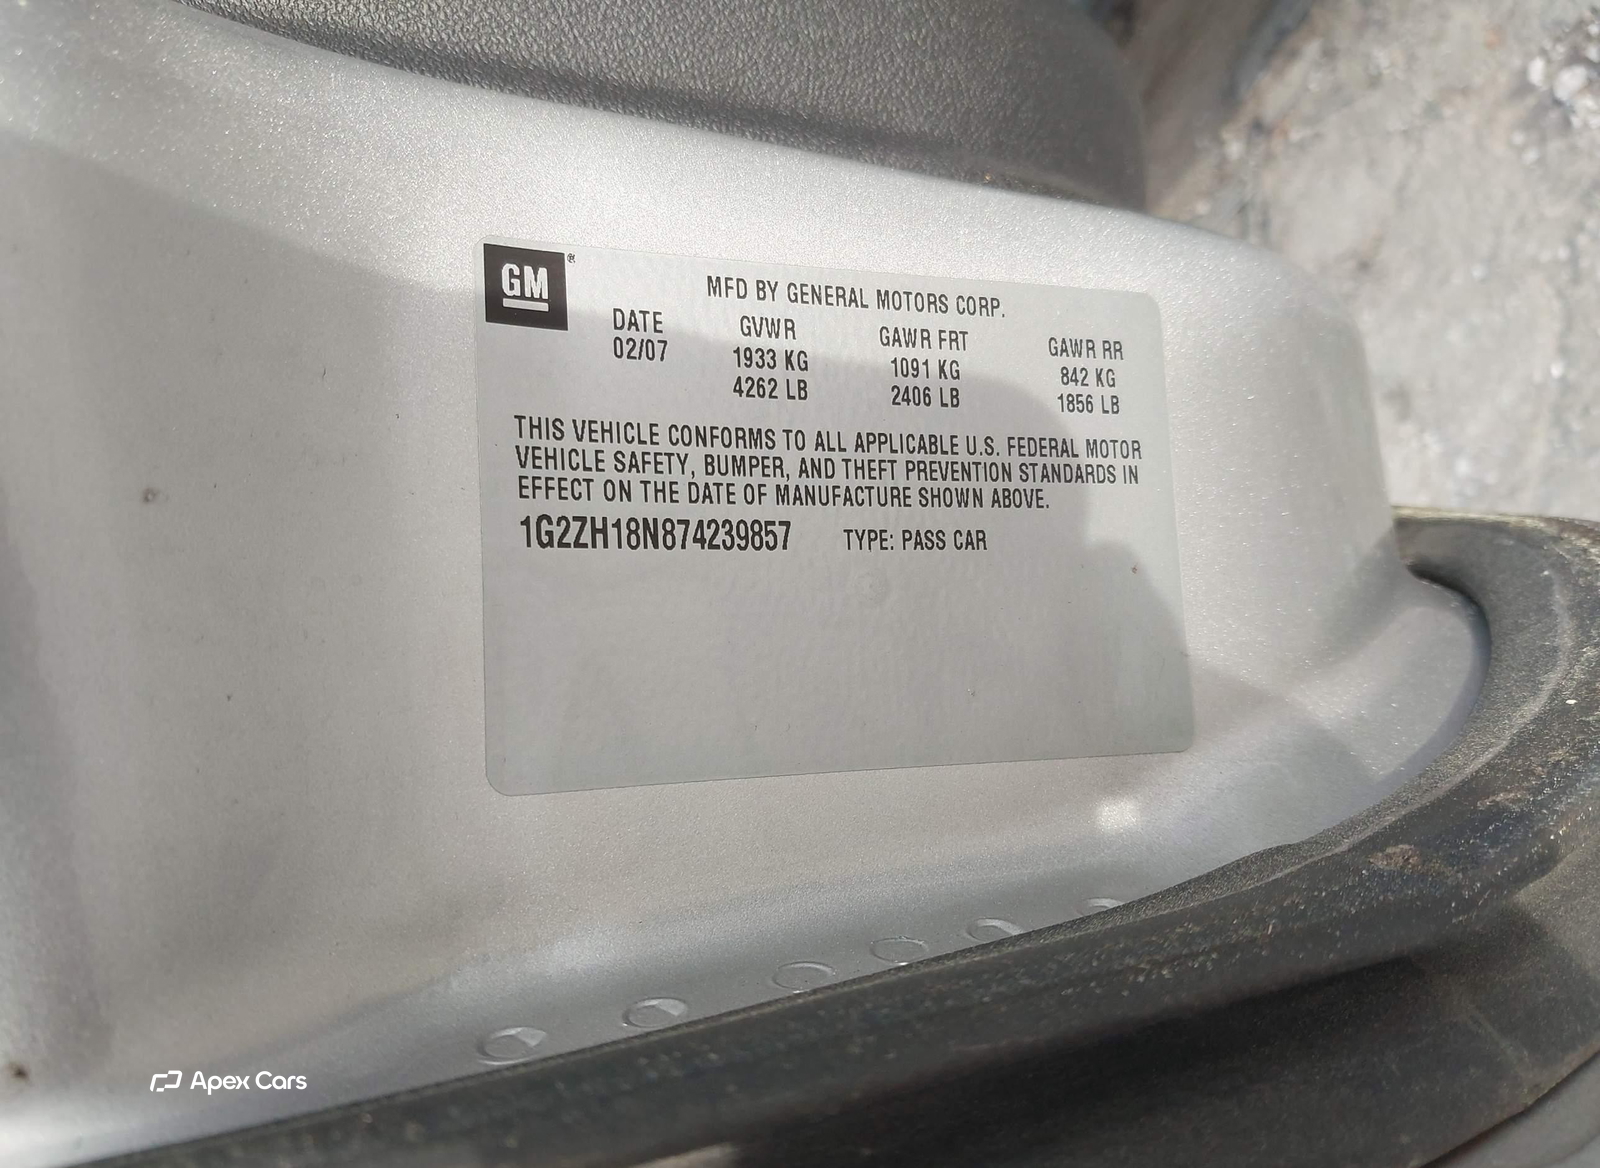 GM
MFD BY GENERAL MOTORS CORP.
DATE GVWR GAWR FRT GAWR RR
02/07 1933 KG 1091 KG 842 KG
4262 LB 2406 LB 1856 LB
THIS VEHICLE CONFORMS TO ALL APPLICABLE U.S. FEDERAL MOTOR
VEHICLE SAFETY, BUMPER, AND THEFT PREVENTION STANDARDS IN
EFFECT ON THE DATE OF MANUFACTURE SHOWN ABOVE.
1G2ZH18N874239857 TYPE: PASS CAR
Apex Cars